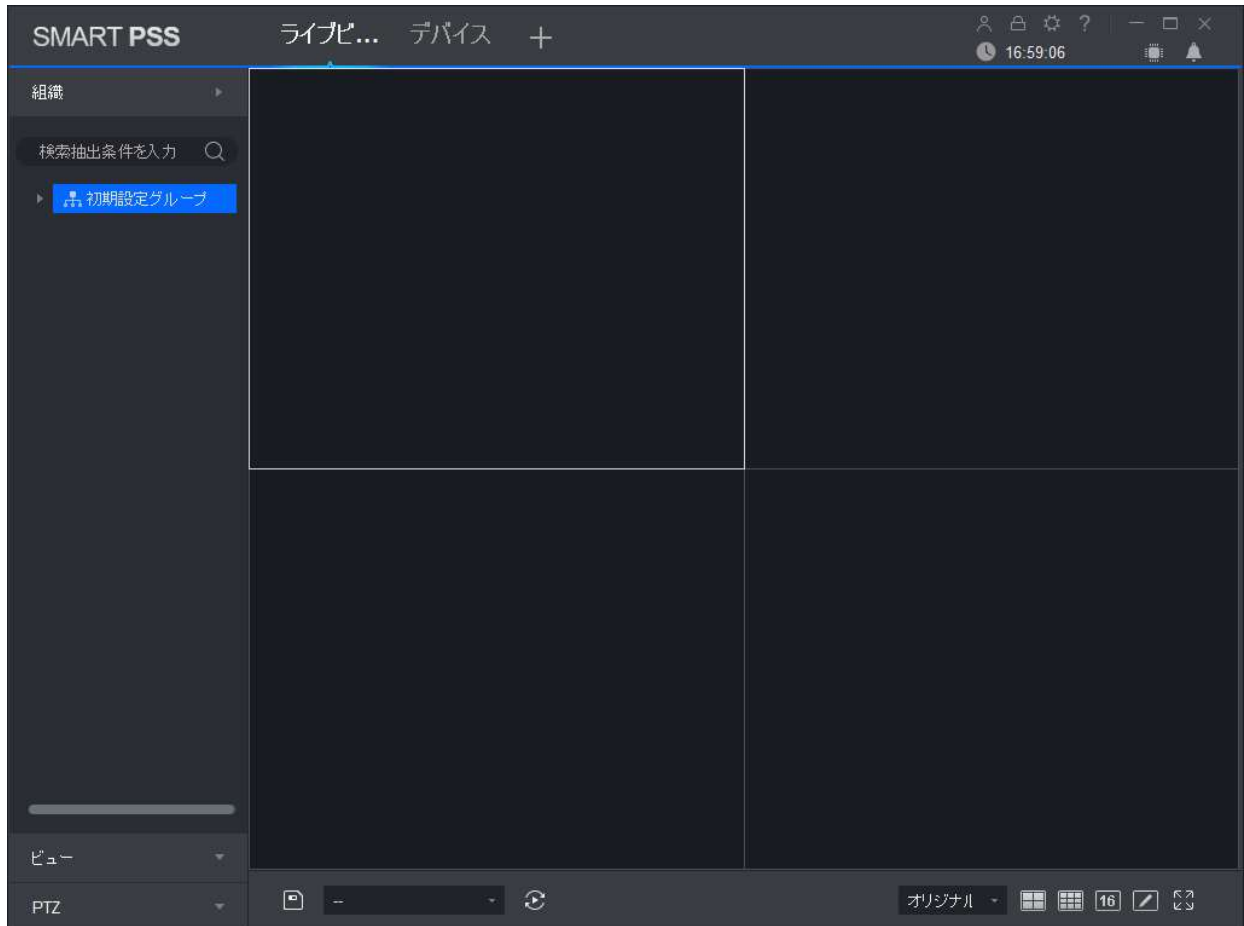 SMART PSS
ライブビ...
デバイス
＋
?
16:59:06
組織
検索抽出条件を入力
初期設定グループ
ビュー
PTZ
--
オリジナル
16